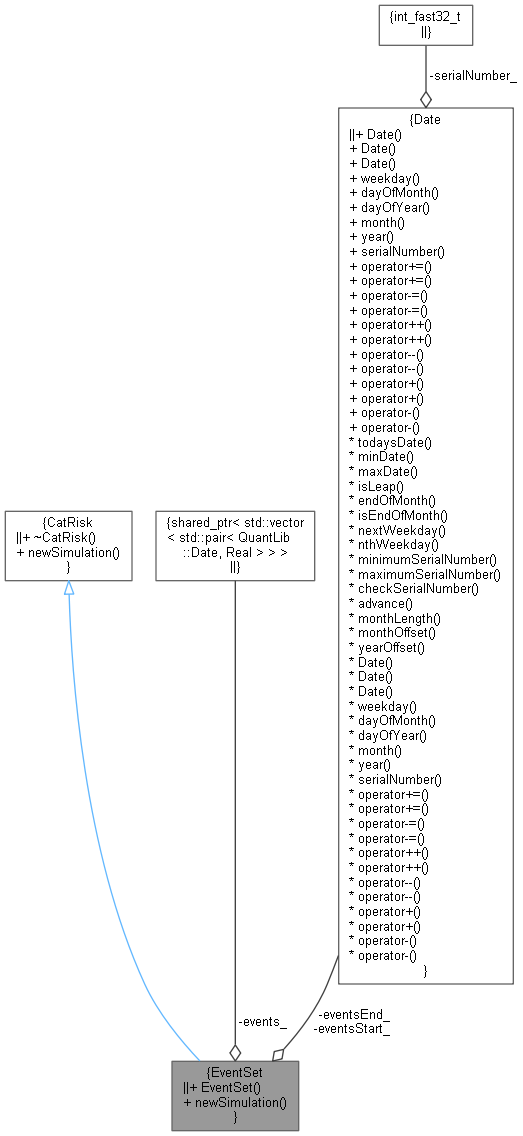 {int_fast32_t
||}
-serialNumber_
{Date
||+ Date()
+ Date()
+ Date()
+ weekday()
+ dayOfMonth()
+ dayOfYear()
+ month()
+ year()
+ serialNumber()
+ operator+=()
+ operator+=()
+ operator-=()
+ operator-=()
+ operator++()
+ operator++()
+ operator--()
+ operator--()
+ operator+()
+ operator+()
+ operator-()
+ operator-()
* todaysDate()
* minDate()
* maxDate()
* isLeap()
* endOfMonth()
* isEndOfMonth()
* nextWeekday()
* nthWeekday()
* minimumSerialNumber()
* maximumSerialNumber()
* checkSerialNumber()
* advance()
* monthLength()
* monthOffset()
* yearOffset()
* Date()
* Date()
* Date()
* weekday()
* dayOfMonth()
* dayOfYear()
* month()
* year()
* serialNumber()
* operator+=()
* operator+=()
* operator-=()
* operator-=()
* operator++()
* operator++()
* operator--()
* operator--()
* operator+()
* operator+()
* operator-()
* operator-()
}
{CatRisk
||+ ~CatRisk()
+ newSimulation()
}
{shared_ptr< std::vector
< std::pair< QuantLib
::Date, Real > > >
||}
-events_
-eventsEnd_
-eventsStart_
{EventSet
||+ EventSet()
+ newSimulation()
}